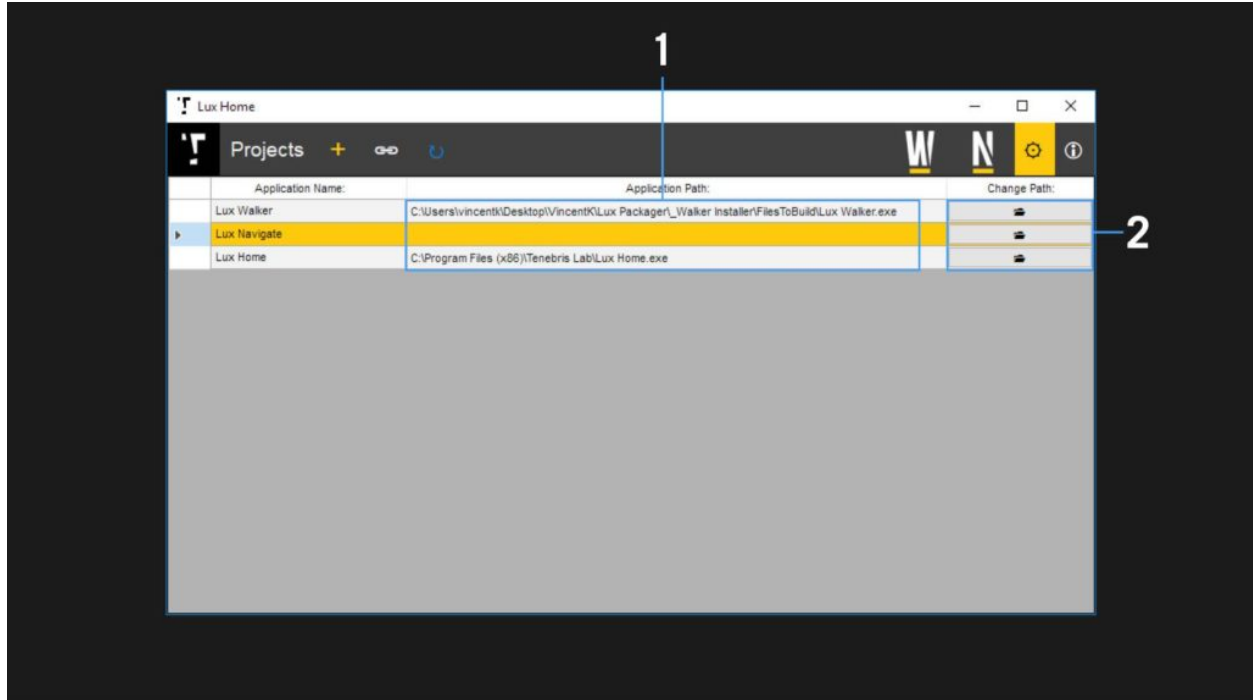 1
Lux Home
Projects
W N
Application Name: Application Path: Change Path:
Lux Walker C:\Users\vincentk\Desktop\VincentK\Lux Packager\_Walker Installer\FilesToBuild\Lux Walker.exe
Lux Navigate
2
Lux Home C:\Program Files (x86)\Tenebris Lab\Lux Home.exe